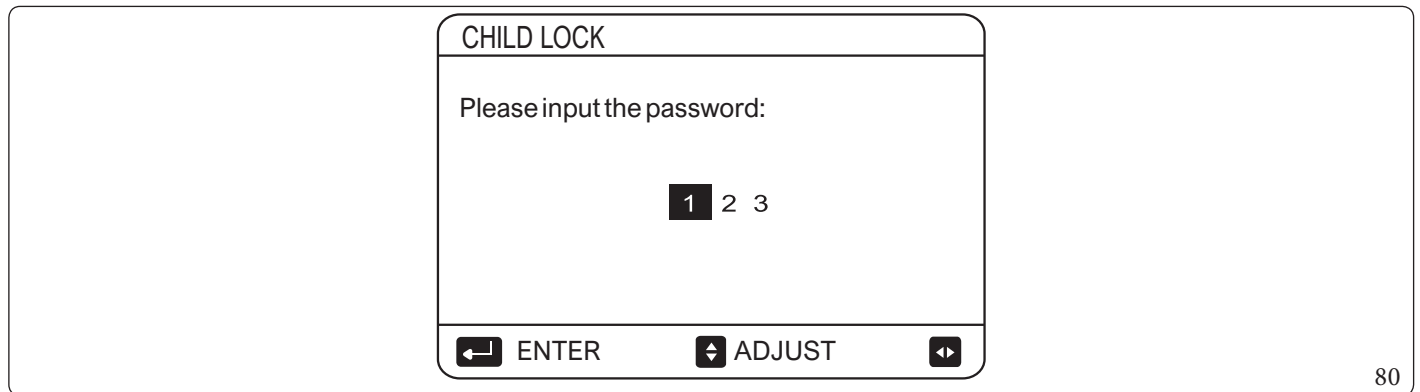 CHILD LOCK
Please input the password:
1 2 3
ENTER ADJUST
80